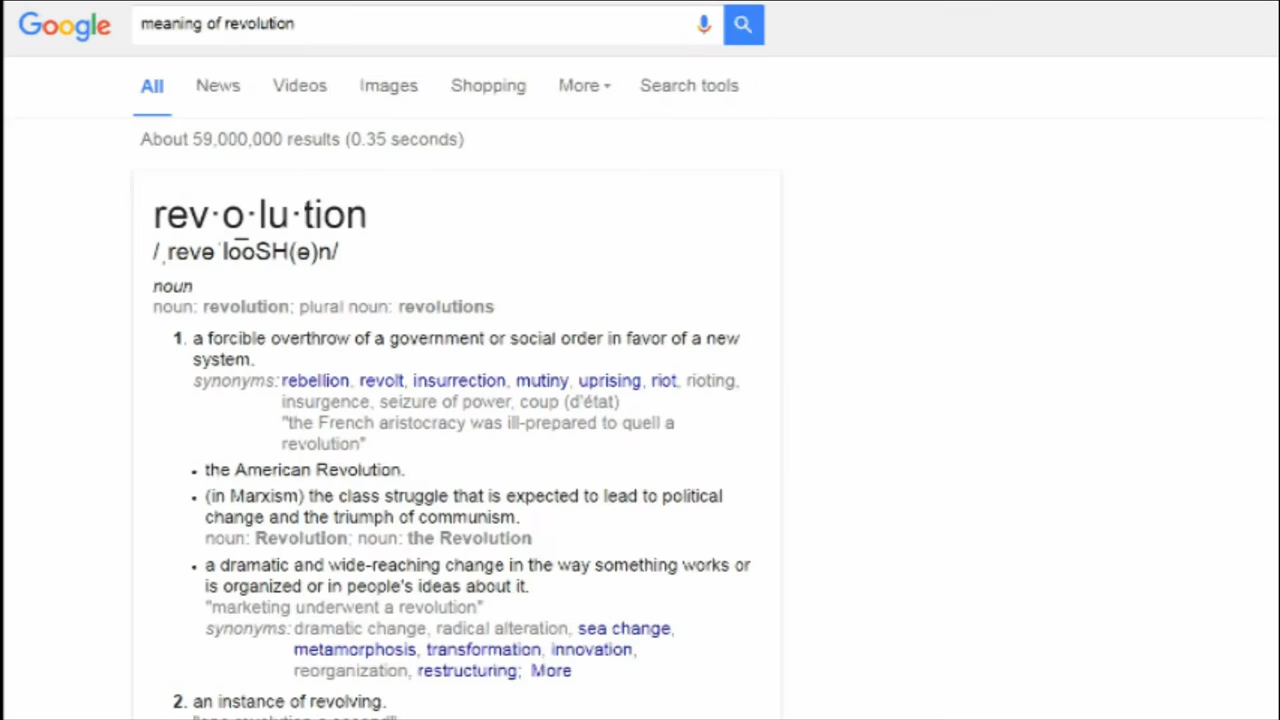 Google meaning of revolution
All News Videos Images Shopping More Search tools
About 59,000,000 results (0.35 seconds)
rev·o·lu·tion
/ˌrevəˈlo͞oSH(ə)n/
noun
noun: revolution; plural noun: revolutions
1. a forcible overthrow of a government or social order in favor of a new
system.
synonyms: rebellion, revolt, insurrection, mutiny, uprising, riot, rioting,
insurgence, seizure of power, coup (d'état)
"the French aristocracy was ill-prepared to quell a
revolution"
• the American Revolution.
• (in Marxism) the class struggle that is expected to lead to political
change and the triumph of communism.
noun: Revolution; noun: the Revolution
• a dramatic and wide-reaching change in the way something works or
is organized or in people's ideas about it.
"marketing underwent a revolution"
synonyms: dramatic change, radical alteration, sea change,
metamorphosis, transformation, innovation,
reorganization, restructuring; More
2. an instance of revolving.